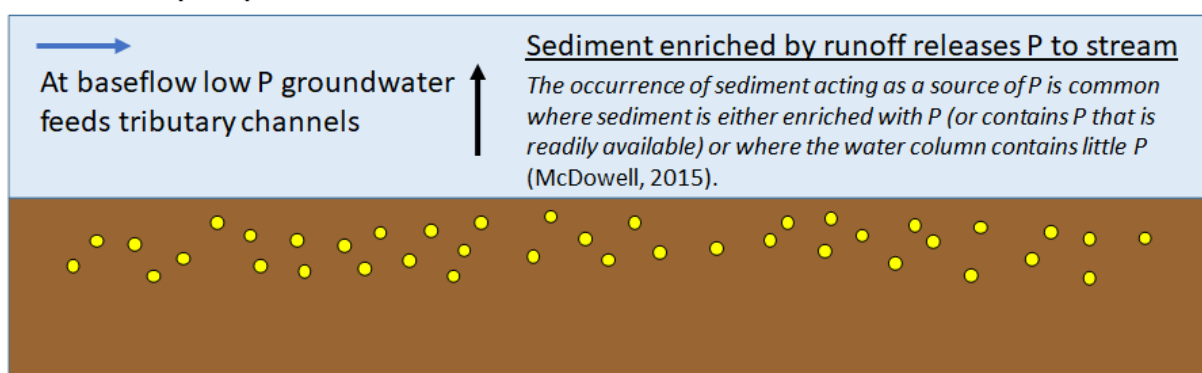 At baseflow low P groundwater
feeds tributary channels
Sediment enriched by runoff releases P to stream
The occurrence of sediment acting as a source of P is common
where sediment is either enriched with P (or contains P that is
readily available) or where the water column contains little P
(McDowell, 2015).